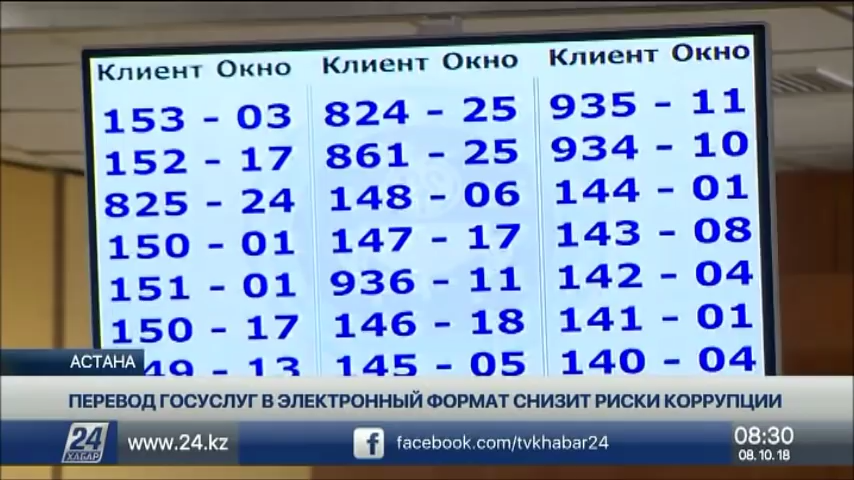 Клиент Окно Клиент Окно Клиент Окно
153 - 03 824 - 25 935 - 11
152 - 17 861 - 25 934 - 10
825 - 24 148 - 06 144 - 01
150 - 01 147 - 17 143 - 08
151 - 01 936 - 11 142 - 04
150 - 17 146 - 18 141 - 01
49 - 13 145 - 05 140 - 04
АСТАНА
ПЕРЕВОД ГОСУСЛУГ В ЭЛЕКТРОННЫЙ ФОРМАТ СНИЗИТ РИСКИ КОРРУПЦИИ
24 ХАБАР www.24.kz f facebook.com/tvkhabar24 08:30
08.10.18